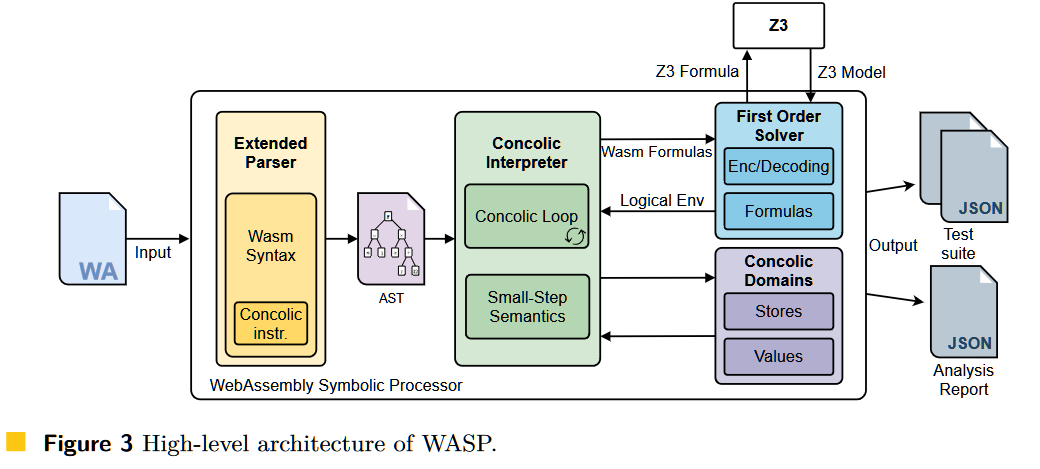 Z3
Z3 Formula
Z3 Model
Extended
Parser
Wasm
Syntax
Concolic
instr.
WA
Input
AST
Concolic
Interpreter
Concolic Loop
Small-Step
Semantics
Wasm Formulas
Logical Env
First Order
Solver
Enc/Decoding
Formulas
Concolic
Domains
Stores
Values
WebAssembly Symbolic Processor
Output
JSON
Test
suite
JSON
Analysis
Report
Figure 3 High-level architecture of WASP.